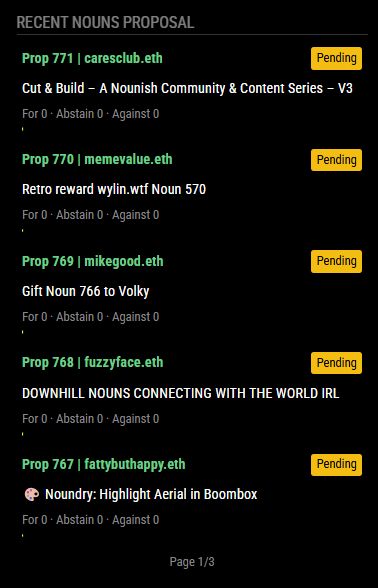 RECENT NOUNS PROPOSAL
Prop 771 | caresclub.eth Pending
Cut & Build – A Nounish Community & Content Series – V3
For 0 · Abstain 0 · Against 0
Prop 770 | memevalue.eth Pending
Retro reward wylin.wtf Noun 570
For 0 · Abstain 0 · Against 0
Prop 769 | mikegood.eth Pending
Gift Noun 766 to Volky
For 0 · Abstain 0 · Against 0
Prop 768 | fuzzyface.eth Pending
DOWNHILL NOUNS CONNECTING WITH THE WORLD IRL
For 0 · Abstain 0 · Against 0
Prop 767 | fattybuthappy.eth Pending
🎨 Noundry: Highlight Aerial in Boombox
For 0 · Abstain 0 · Against 0
Page 1/3